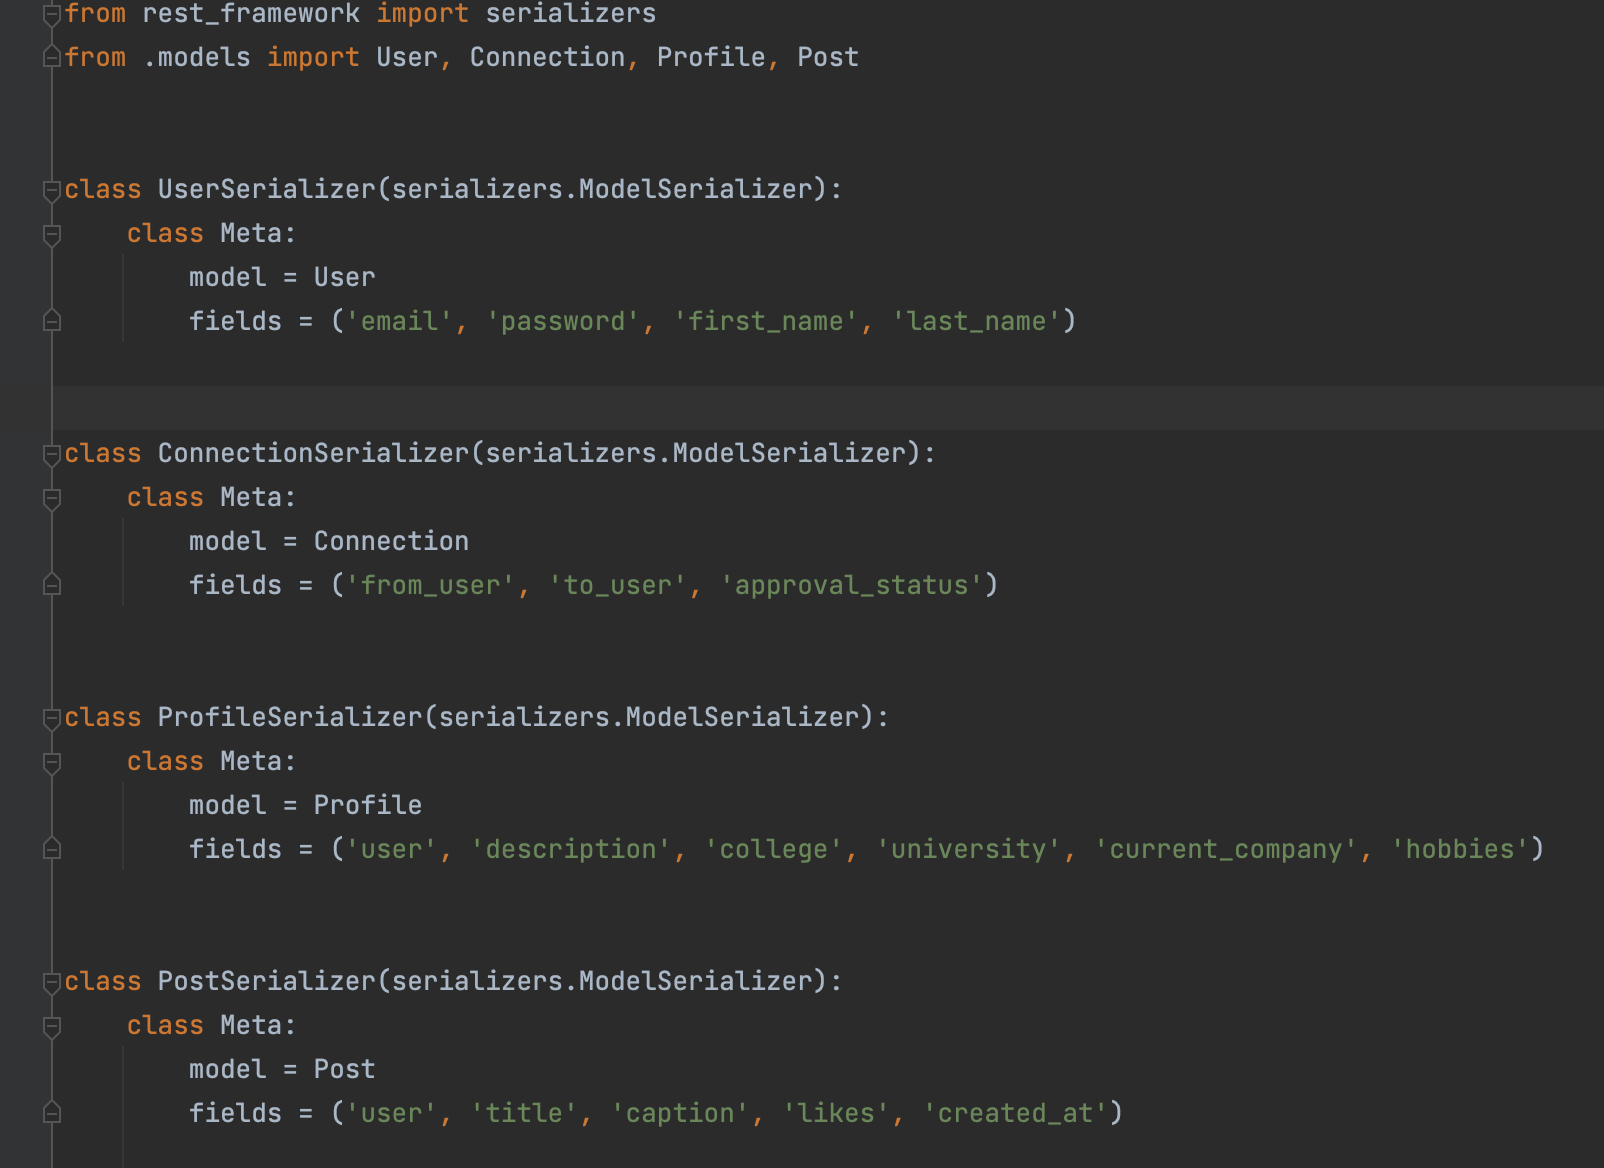 from rest_framework import serializers
from .models import User, Connection, Profile, Post
class UserSerializer(serializers.ModelSerializer):
    class Meta:
        model = User
        fields = ('email', 'password', 'first_name', 'last_name')
class ConnectionSerializer(serializers.ModelSerializer):
    class Meta:
        model = Connection
        fields = ('from_user', 'to_user', 'approval_status')
class ProfileSerializer(serializers.ModelSerializer):
    class Meta:
        model = Profile
        fields = ('user', 'description', 'college', 'university', 'current_company', 'hobbies')
class PostSerializer(serializers.ModelSerializer):
    class Meta:
        model = Post
        fields = ('user', 'title', 'caption', 'likes', 'created_at')